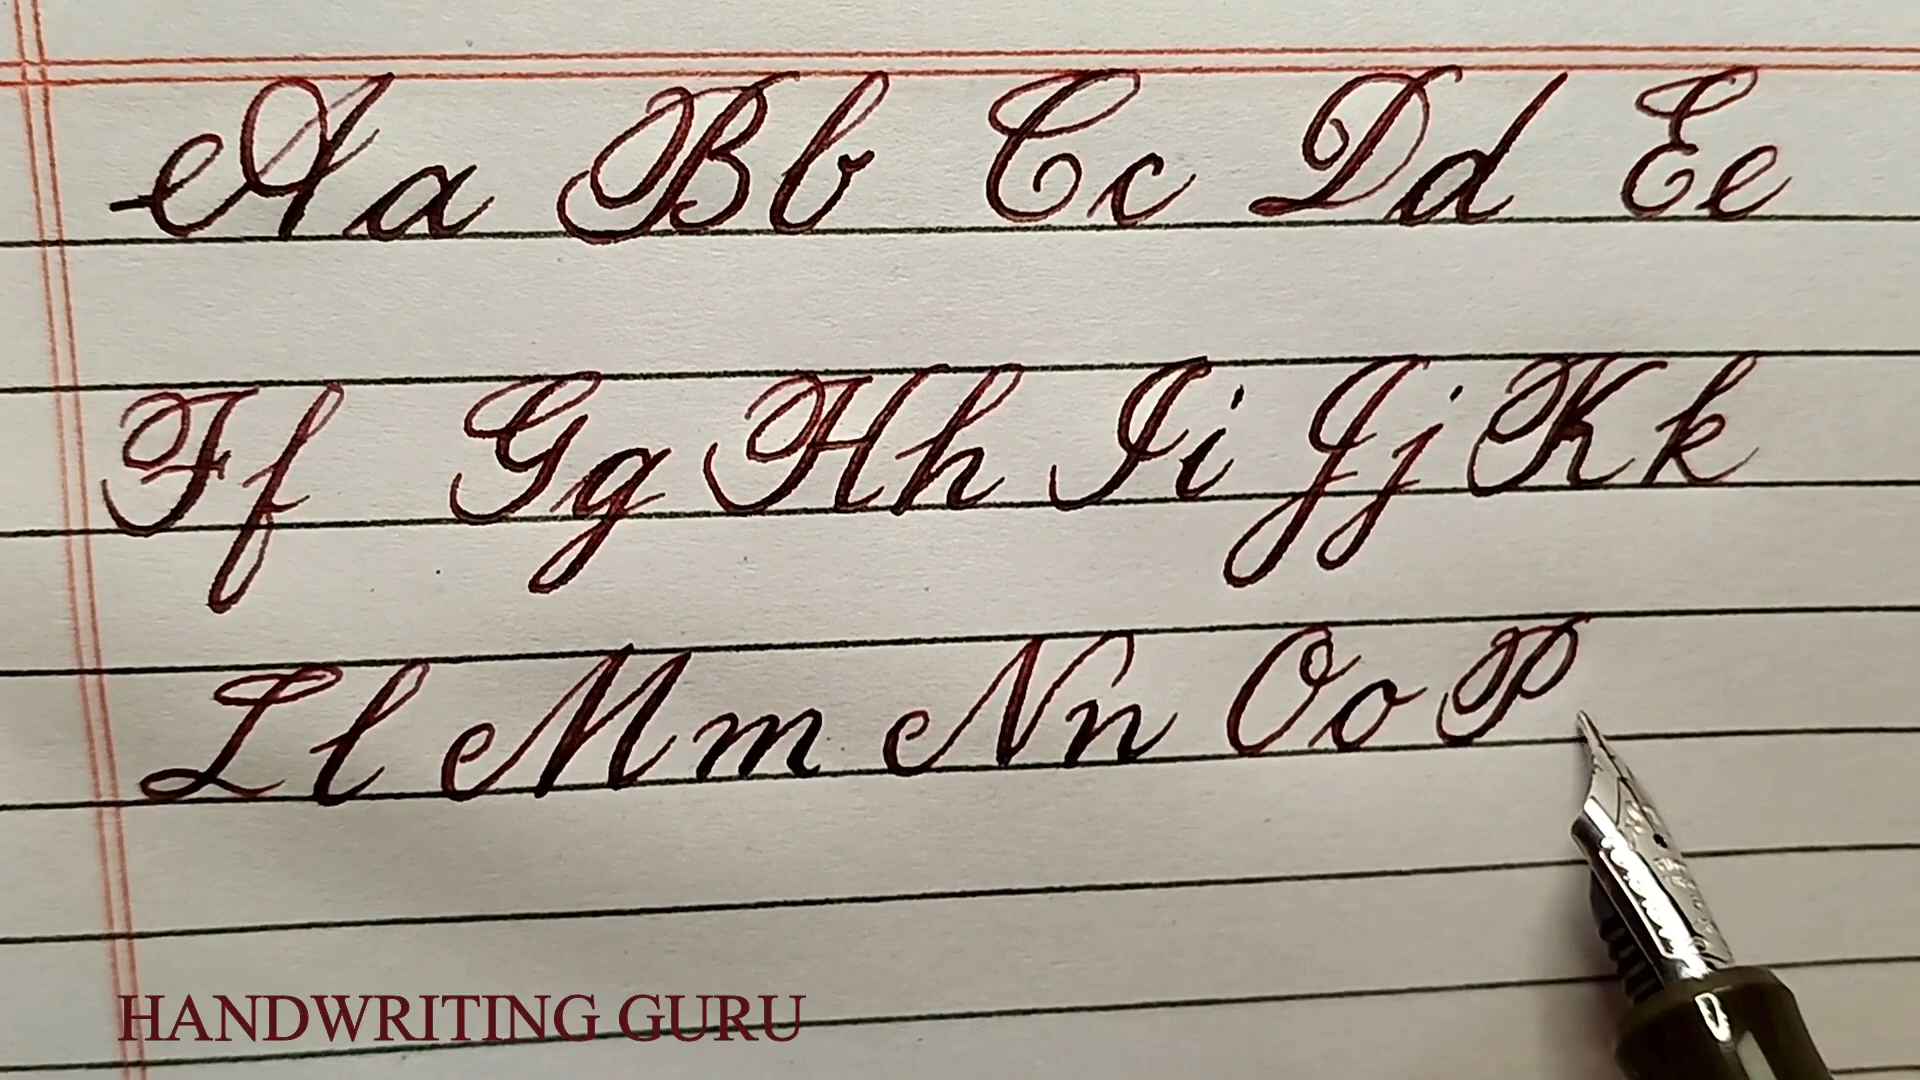 Aa Bb Cc Dd Ee
Ff Gg Hh Ii Jj Kk
Ll Mm Nn Oo P
HANDWRITING GURU